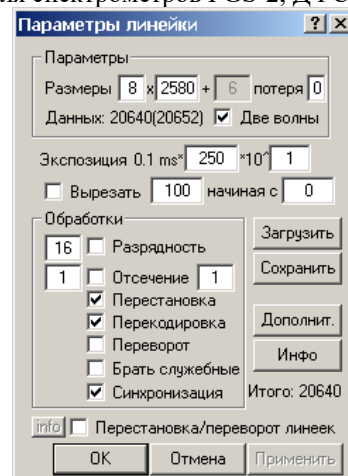 Параметры линейки ? ×
Параметры
Размеры 8 x 2580 + 6 потеря 0
Данных: 20640(20652) Две волны
Экспозиция 0.1 ms* 250 *10^ 1
Вырезать 100 начиная с 0
Обработки
16 Разрядность
Загрузить
1 Отсечение 1
Сохранить
Перестановка
Перекодировка
Дополнит.
Переворот
Инфо
Брать служебные
Синхронизация
Итого: 20640
info Перестановка/переворот линеек
OK Отмена Применить